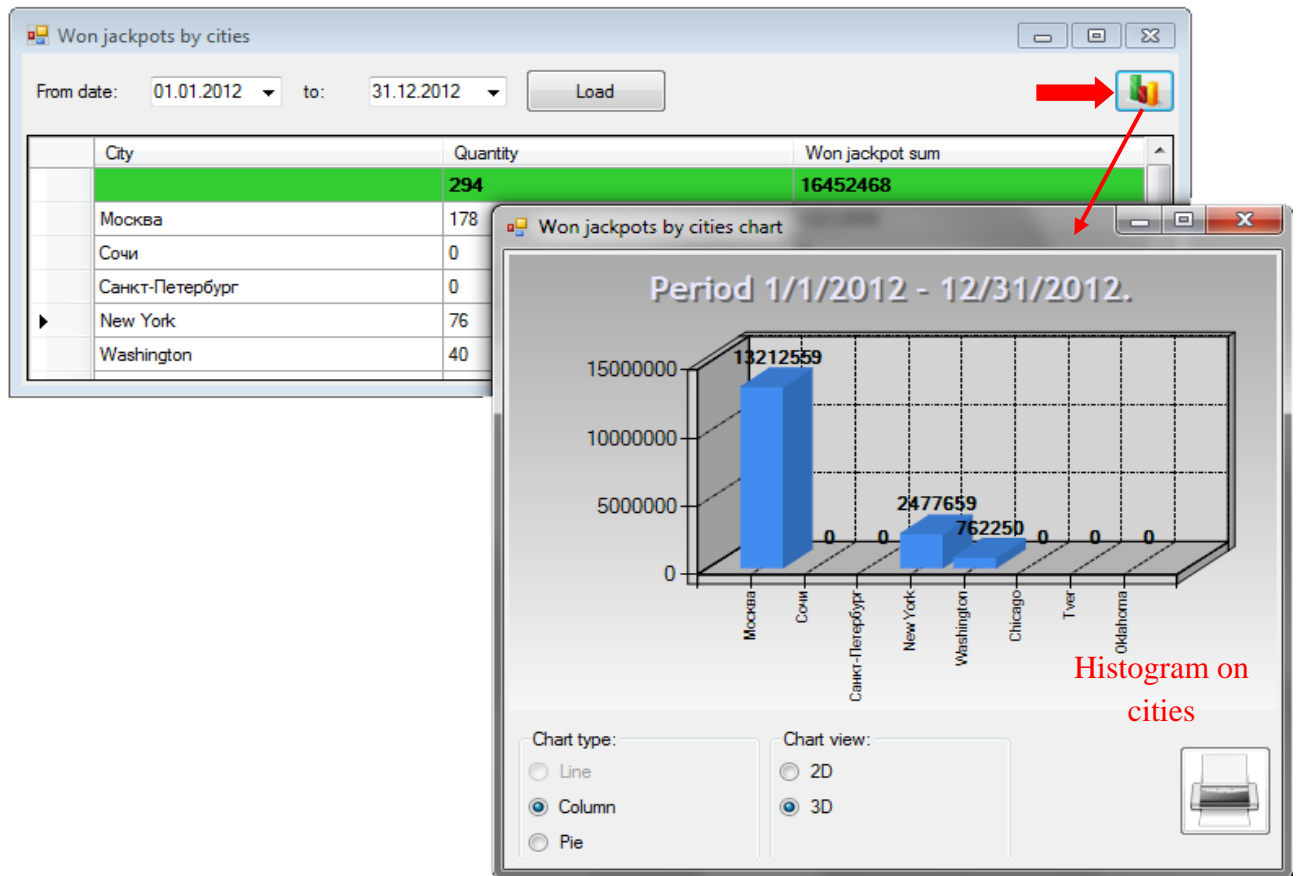 Won jackpots by cities
From date: 01.01.2012 to: 31.12.2012 Load
City Quantity Won jackpot sum
294 16452468
Москва 178
Сочи 0
Санкт-Петербург 0
New York 76
Washington 40
Won jackpots by cities chart
Period 1/1/2012 - 12/31/2012.
15000000
10000000
5000000
0
13212559
0
0
2477659
762250
0
0
0
Москва
Сочи
Санкт-Петербург
New York
Washington
Chicago
Tver
Oklahoma
Histogram on
cities
Chart type:
Line
Column
Pie
Chart view:
2D
3D